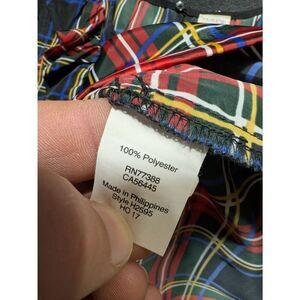 100% Polyester
RN77388
CA56445
Made in Philippines
Style H2595
HO 17